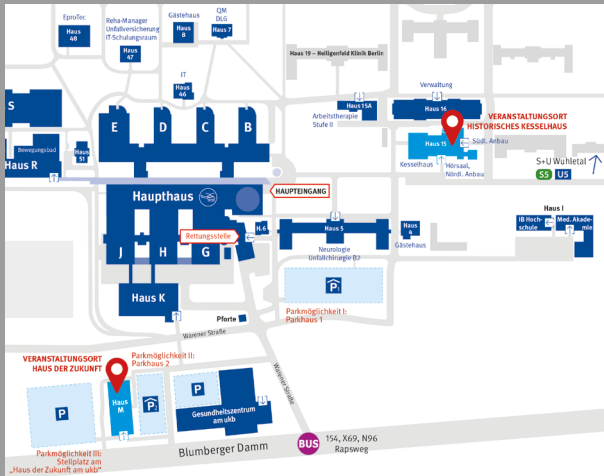 EproTec
Haus
48
Reha-Manager
Unfallversicherung
IT-Schulungsraum
Haus
47
Gästehaus
Haus
8
QM
DLG
Haus 7
Haus 19 – Heiligenfeld Klinik Berlin
IT
Haus
46
Verwaltung
Haus 16
Haus 15A
Arbeitstherapie
Stufe II
VERANSTALTUNGSORT
HISTORISCHES KESSELHAUS
Haus 15
Südl. Anbau
Kesselhaus
Hörsaal,
Nördl. Anbau
S+U Wuhletal
S5 U5
S
E
D
C
B
Bewegungsbad
Haus R
Haus
51
Haupthaus
HAUPTEINGANG
Rettungsstelle
H.6
J
H
G
Haus 5
Neurologie
Unfallchirurgie B2
Haus
4
Gästehaus
Haus I
IB Hoch-
schule
Med. Akade-
mie
Haus K
P
Parkmöglichkeit I:
Parkhaus 1
Pforte
Warener Straße
VERANSTALTUNGSORT
HAUS DER ZUKUNFT
Parkmöglichkeit II:
Parkhaus 2
Haus
M
P
P
P
Gesundheitszentrum
am ukb
Warener Straße
Parkmöglichkeit III:
Stellplatz am
„Haus der Zukunft am ukb“
Blumberger Damm
BUS
154, X69, N96
Rapsweg